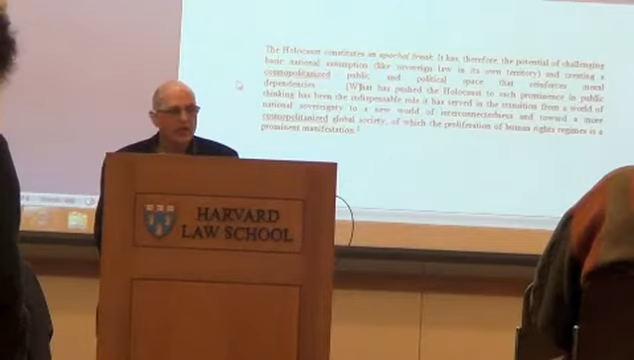 The Holocaust constitutes an epochal break. It has, therefore, the potential of challenging
basic national assumption (like sovereign law in its own territory) and creating a
cosmopolitanized public and political space that reinforces moral
dependencies. [W]hat has pushed the Holocaust to such prominence in public
thinking has been the indispensable role it has served in the transition from a world of
national sovereignty to a new world of interconnectedness and toward a more
cosmopolitanized global society, of which the proliferation of human rights regimes is a
prominent manifestation.
HARVARD
LAW SCHOOL